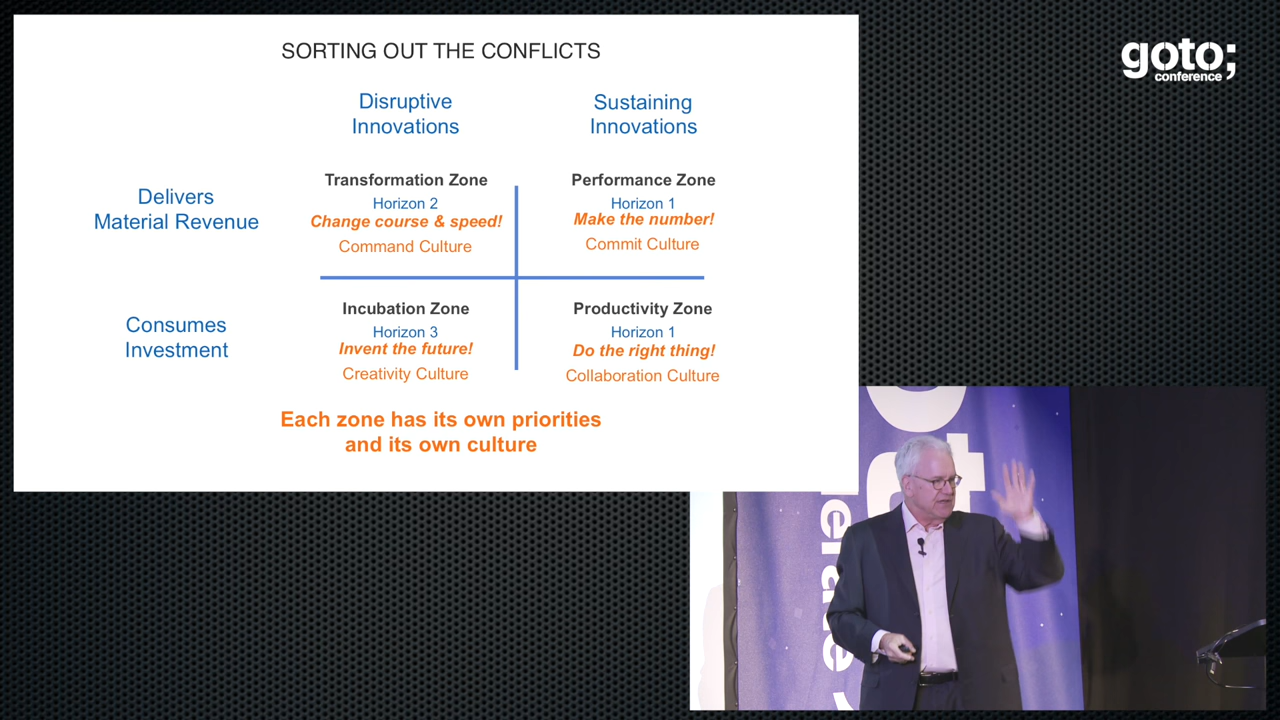 SORTING OUT THE CONFLICTS
Disruptive
Innovations
Sustaining
Innovations
Delivers
Material Revenue
Transformation Zone
Horizon 2
Change course & speed!
Command Culture
Performance Zone
Horizon 1
Make the number!
Commit Culture
Consumes
Investment
Incubation Zone
Horizon 3
Invent the future!
Creativity Culture
Productivity Zone
Horizon 1
Do the right thing!
Collaboration Culture
Each zone has its own priorities
and its own culture
goto;
conference